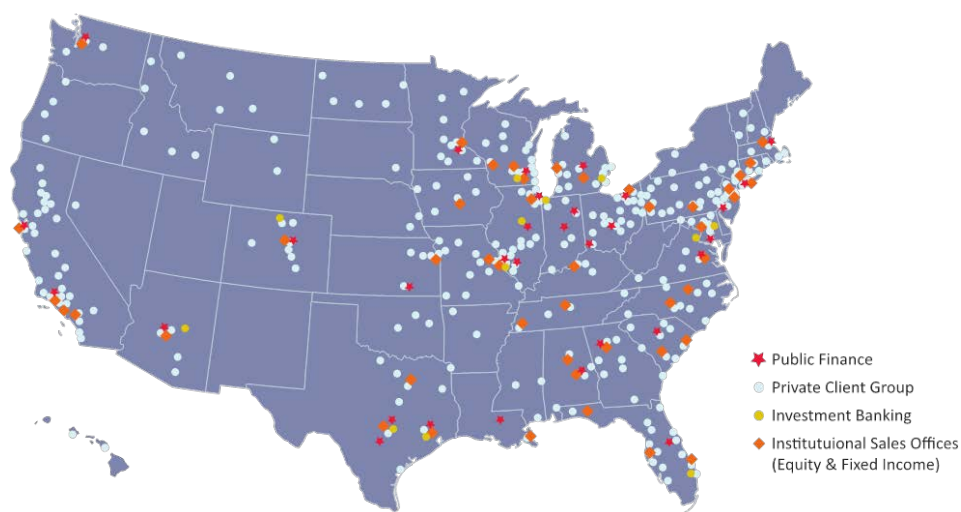 Public Finance
Private Client Group
Investment Banking
Institutuional Sales Offices
(Equity & Fixed Income)